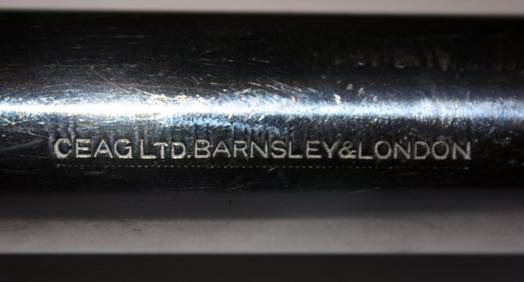 CEAG LTD. BARNSLEY & LONDON